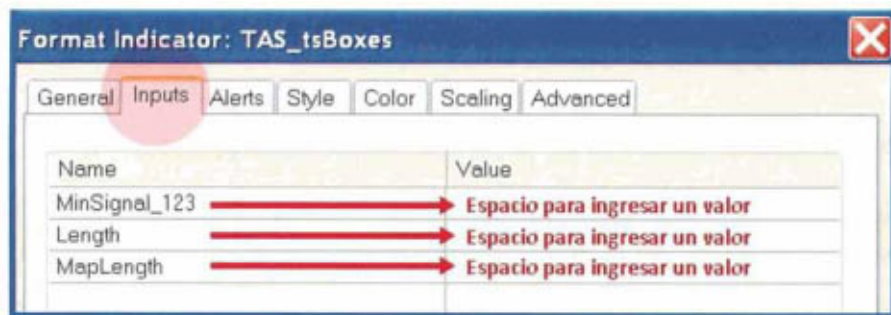 Format Indicator: TAS_tsBoxes
General Inputs Alerts Style Color Scaling Advanced
Name Value
MinSignal_123 Espacio para ingresar un valor
Length Espacio para ingresar un valor
MapLength Espacio para ingresar un valor